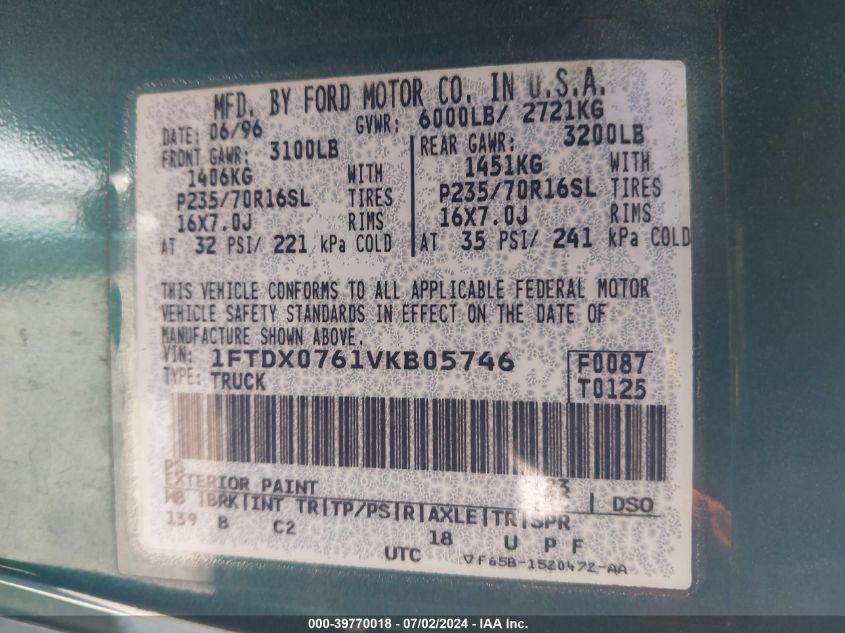 MFD. BY FORD MOTOR CO. IN U.S.A.
DATE: 06/96 GVWR: 6000LB/ 2721KG
FRONT GAWR: 3100LB REAR GAWR: 3200LB
1406KG WITH 1451KG WITH
P235/70R16SL TIRES P235/70R16SL TIRES
16X7.0J RIMS 16X7.0J RIMS
AT 32 PSI/ 221 kPa COLD AT 35 PSI/ 241 kPa COLD
THIS VEHICLE CONFORMS TO ALL APPLICABLE FEDERAL MOTOR
VEHICLE SAFETY STANDARDS IN EFFECT ON THE DATE OF
MANUFACTURE SHOWN ABOVE.
VIN: 1FTDX0761VKB05746 F0087
TYPE: TRUCK T0125
PS 23
EXTERIOR PAINT DSO
WB |BRK|INT TR|TP/PS|R|AXLE|TR|SPR
139 B C2 18 U P F
UTC ▽F65B-1520472-AA
000-39770018 - 07/02/2024 - IAA Inc.